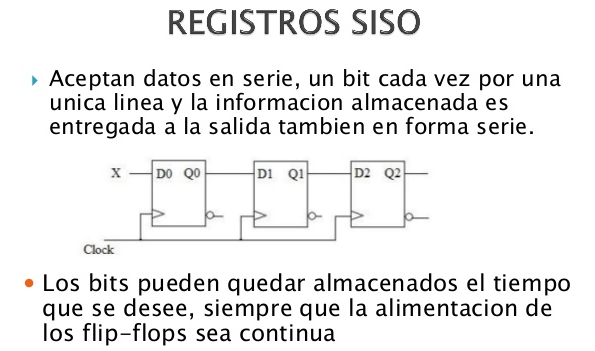 REGISTROS SISO
Aceptan datos en serie, un bit cada vez por una
unica linea y la informacion almacenada es
entregada a la salida tambien en forma serie.
X D0 Q0 D1 Q1 D2 Q2
Clock
Los bits pueden quedar almacenados el tiempo
que se desee, siempre que la alimentacion de
los flip-flops sea continua